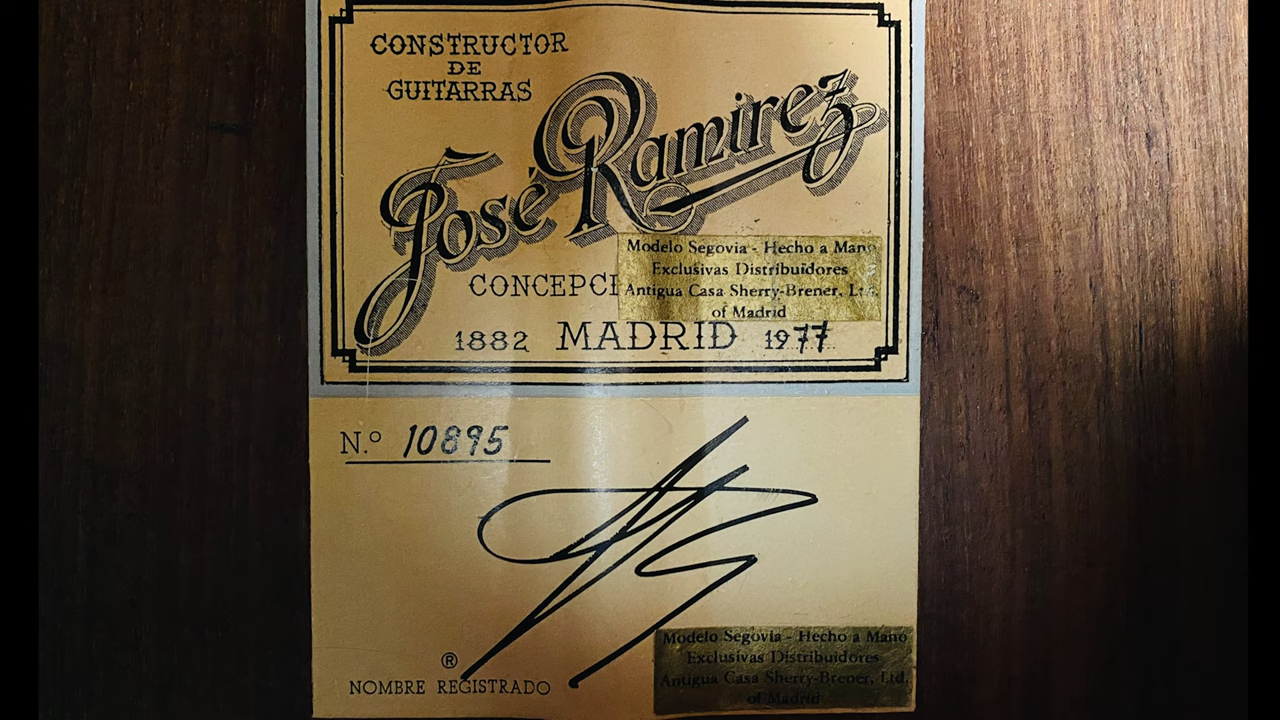 CONSTRUCTOR
DE
GUITARRAS
José Ramirez
Modelo Segovia - Hecho a Mano
Exclusivas Distribuidores
Antigua Casa Sherry-Brener, Ltd.
of Madrid
1882 MADRID 1977
N.º 10895
® 
NOMBRE REGISTRADO
Modelo Segovia - Hecho a Mano
Exclusivas Distribuidores
Antigua Casa Sherry-Brener, Ltd.
of Madrid